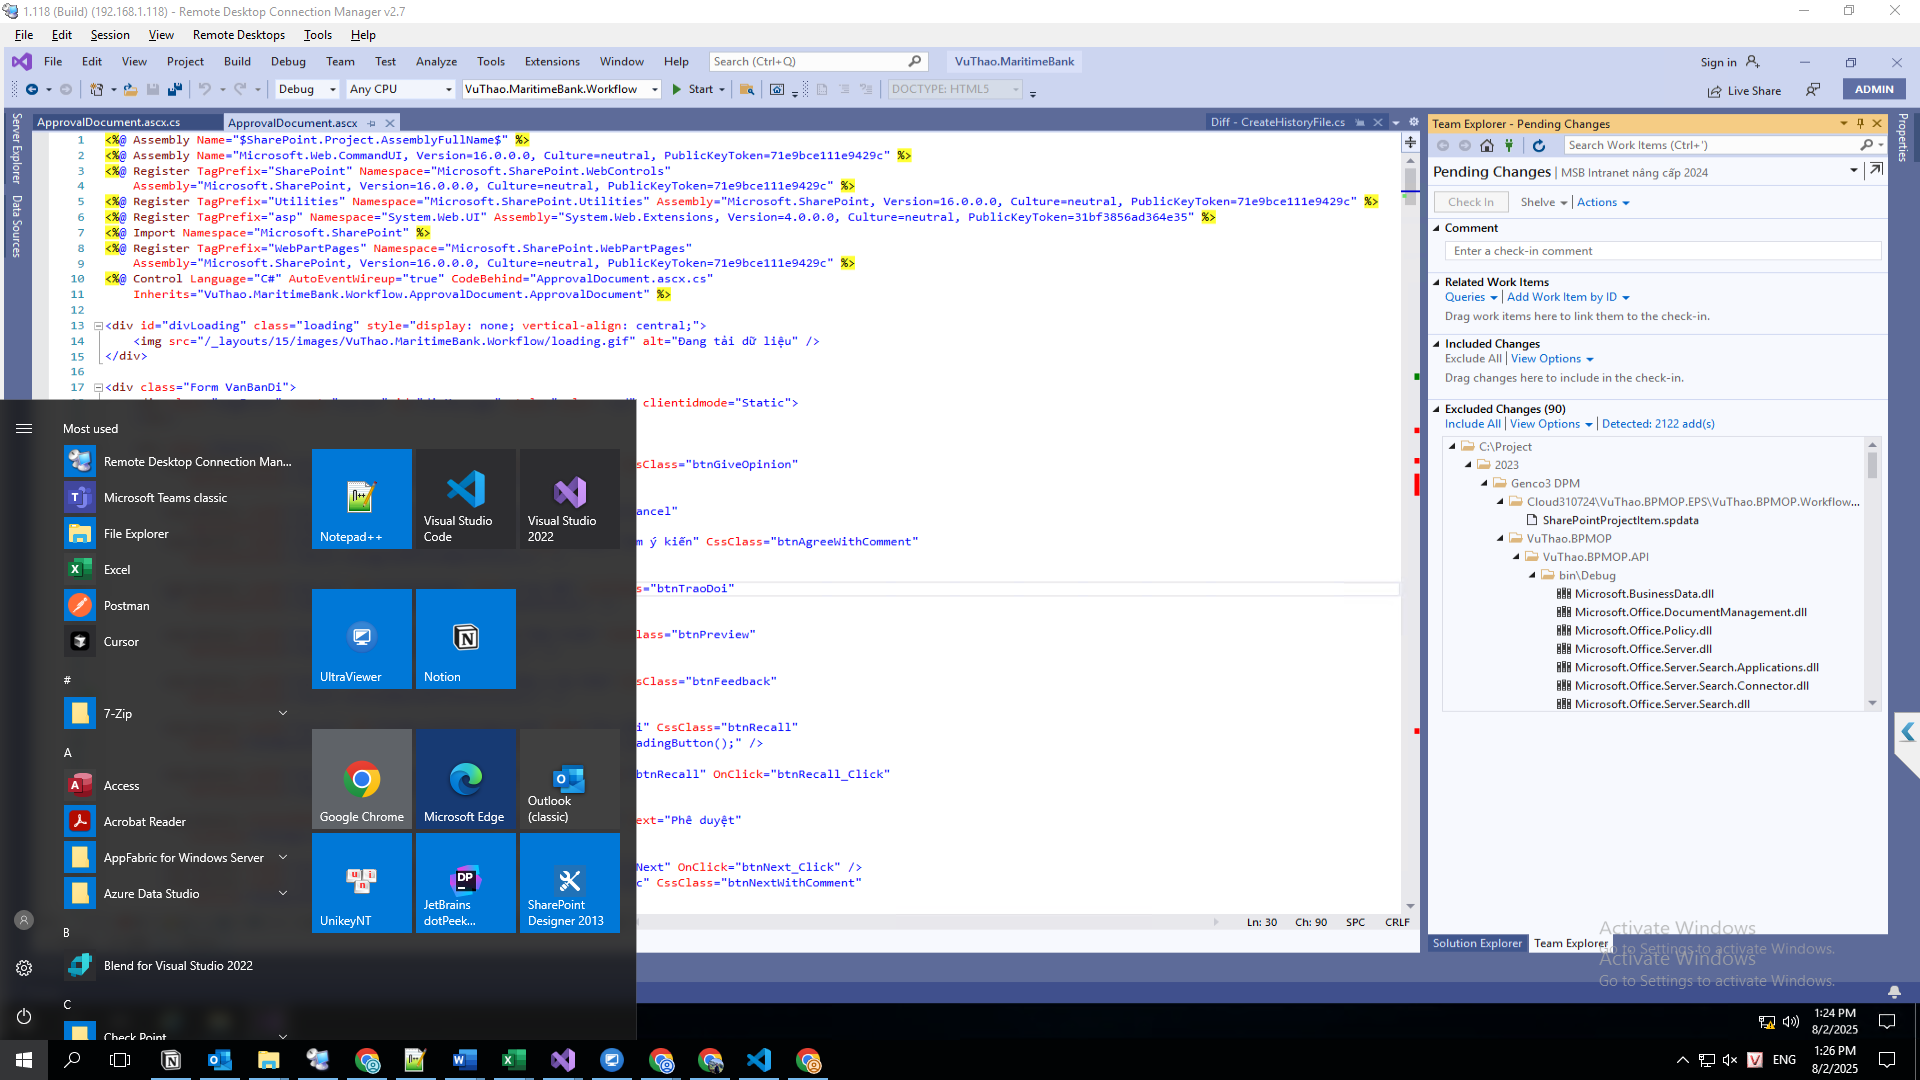 1.118 (Build) (192.168.1.118) - Remote Desktop Connection Manager v2.7
File Edit Session View Remote Desktops Tools Help
File Edit View Project Build Debug Team Test Analyze Tools Extensions Window Help Search (Ctrl+Q) VuThao.MaritimeBank Sign in
Debug Any CPU VuThao.MaritimeBank.Workflow Start DOCTYPE: HTML5 Live Share ADMIN
Server Explorer
Data Sources
ApprovalDocument.ascx.cs ApprovalDocument.ascx Diff - CreateHistoryFile.cs
1 <%@ Assembly Name="$SharePoint.Project.AssemblyFullName$" %>
2 <%@ Assembly Name="Microsoft.Web.CommandUI, Version=16.0.0.0, Culture=neutral, PublicKeyToken=71e9bce111e9429c" %>
3 <%@ Register TagPrefix="SharePoint" Namespace="Microsoft.SharePoint.WebControls"
4 Assembly="Microsoft.SharePoint, Version=16.0.0.0, Culture=neutral, PublicKeyToken=71e9bce111e9429c" %>
5 <%@ Register TagPrefix="Utilities" Namespace="Microsoft.SharePoint.Utilities" Assembly="Microsoft.SharePoint, Version=16.0.0.0, Culture=neutral, PublicKeyToken=71e9bce111e9429c" %>
6 <%@ Register TagPrefix="asp" Namespace="System.Web.UI" Assembly="System.Web.Extensions, Version=4.0.0.0, Culture=neutral, PublicKeyToken=31bf3856ad364e35" %>
7 <%@ Import Namespace="Microsoft.SharePoint" %>
8 <%@ Register TagPrefix="WebPartPages" Namespace="Microsoft.SharePoint.WebPartPages"
9 Assembly="Microsoft.SharePoint, Version=16.0.0.0, Culture=neutral, PublicKeyToken=71e9bce111e9429c" %>
10 <%@ Control Language="C#" AutoEventWireup="true" CodeBehind="ApprovalDocument.ascx.cs"
11 Inherits="VuThao.MaritimeBank.Workflow.ApprovalDocument.ApprovalDocument" %>
12
13 <div id="divLoading" class="loading" style="display: none; vertical-align: central;">
14 <img src="/_layouts/15/images/VuThao.MaritimeBank.Workflow/loading.gif" alt="Đang tải dữ liệu" />
15 </div>
16
17 <div class="Form VanBanDi">
clientidmode="Static">
sClass="btnGiveOpinion"
ancel"
m ý kiến" CssClass="btnAgreeWithComment"
s="btnTraoDoi"
lass="btnPreview"
sClass="btnFeedback"
i" CssClass="btnRecall"
adingButton();" />
btnRecall" OnClick="btnRecall_Click"
ext="Phê duyệt"
Next" OnClick="btnNext_Click" />
c" CssClass="btnNextWithComment"
Ln: 30 Ch: 90 SPC CRLF
Most used
Remote Desktop Connection Man...
Microsoft Teams classic
File Explorer
Excel
Postman
Cursor
#
7-Zip
A
Access
Acrobat Reader
AppFabric for Windows Server
Azure Data Studio
B
Blend for Visual Studio 2022
C
Check Point
Notepad++
Visual Studio Code
Visual Studio 2022
UltraViewer
Notion
Google Chrome
Microsoft Edge
Outlook (classic)
UnikeyNT
JetBrains dotPeek...
SharePoint Designer 2013
Team Explorer - Pending Changes
Search Work Items (Ctrl+')
Pending Changes | MSB Intranet nâng cấp 2024
Check In Shelve Actions
Comment
Enter a check-in comment
Related Work Items
Queries Add Work Item by ID
Drag work items here to link them to the check-in.
Included Changes
Exclude All View Options
Drag changes here to include in the check-in.
Excluded Changes (90)
Include All View Options Detected: 2122 add(s)
C:\Project
2023
Genco3 DPM
Cloud310724\VuThao.BPMOP.EPS\VuThao.BPMOP.Workflow...
SharePointProjectItem.spdata
VuThao.BPMOP
VuThao.BPMOP.API
bin\Debug
Microsoft.BusinessData.dll
Microsoft.Office.DocumentManagement.dll
Microsoft.Office.Policy.dll
Microsoft.Office.Server.dll
Microsoft.Office.Server.Search.Applications.dll
Microsoft.Office.Server.Search.Connector.dll
Microsoft.Office.Server.Search.dll
Properties
Solution Explorer Team Explorer
Activate Windows
Go to Settings to activate Windows.
Activate Windows
Go to Settings to activate Windows.
1:24 PM
8/2/2025
ENG
1:26 PM
8/2/2025